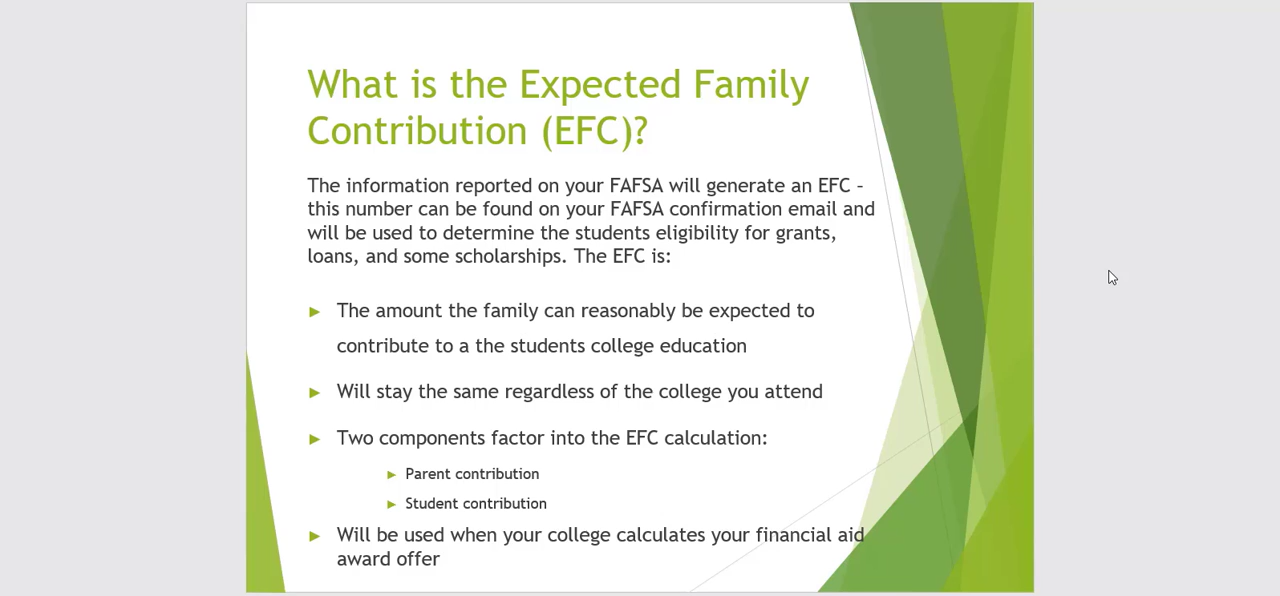 What is the Expected Family
Contribution (EFC)?
The information reported on your FAFSA will generate an EFC –
this number can be found on your FAFSA confirmation email and
will be used to determine the students eligibility for grants,
loans, and some scholarships. The EFC is:
The amount the family can reasonably be expected to
contribute to a the students college education
Will stay the same regardless of the college you attend
Two components factor into the EFC calculation:
Parent contribution
Student contribution
Will be used when your college calculates your financial aid
award offer